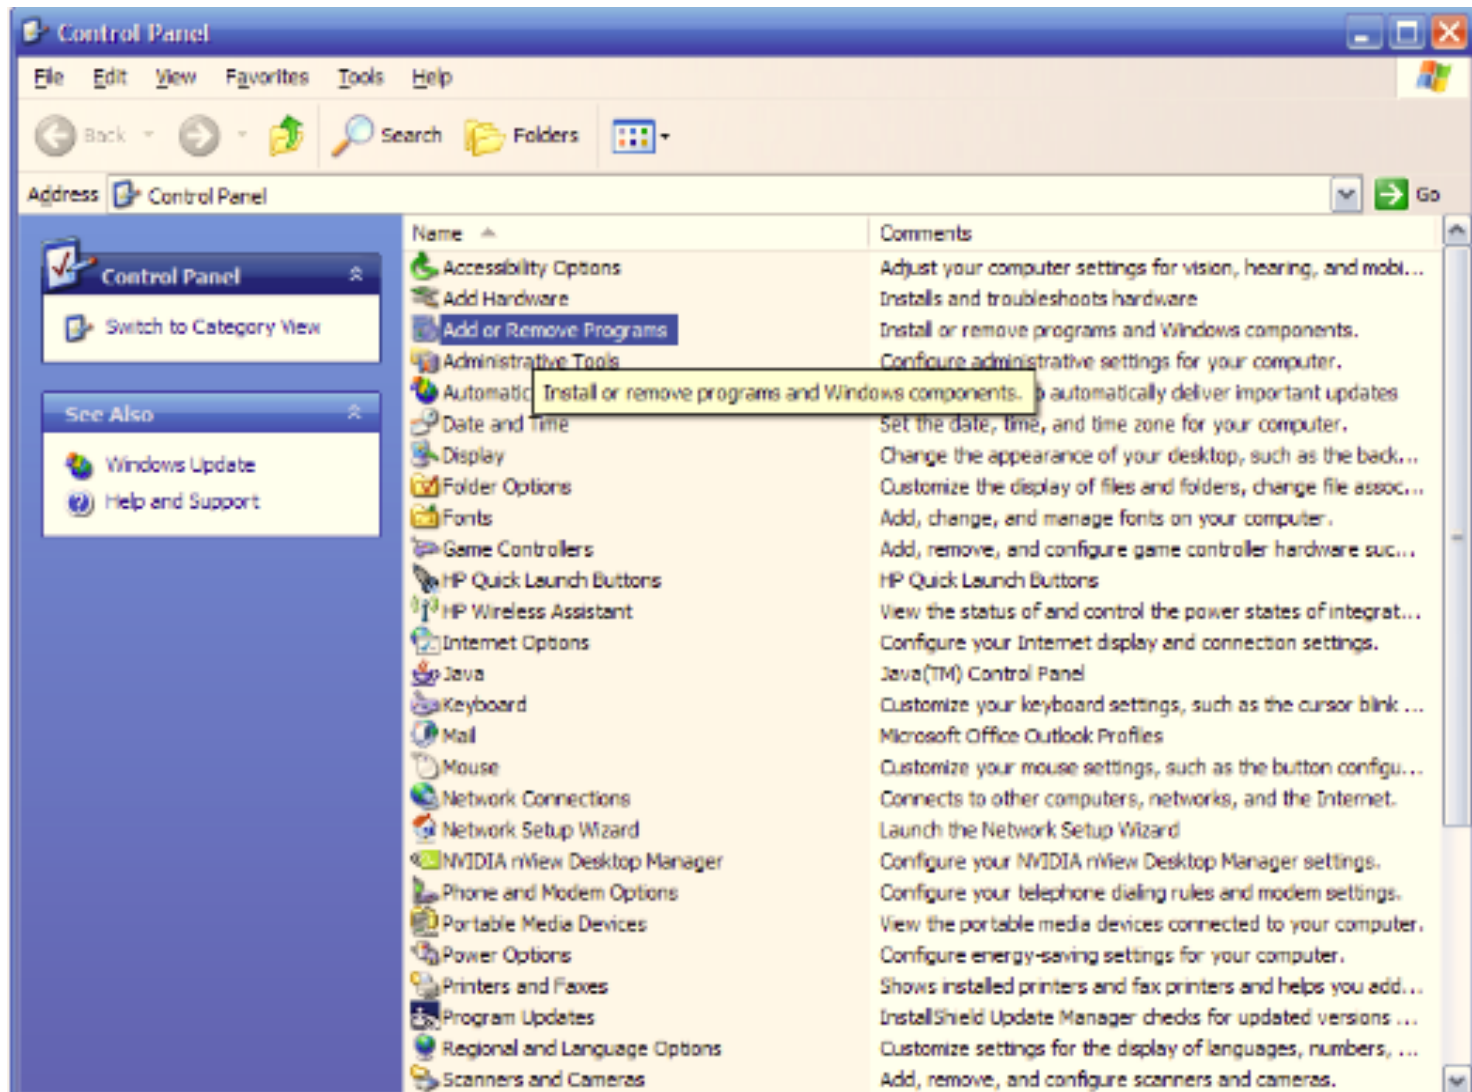 Control Panel
File Edit View Favorites Tools Help
Back Search Folders
Address Control Panel Go
Control Panel
Switch to Category View
See Also
Windows Update
Help and Support
Name Comments
Accessibility Options Adjust your computer settings for vision, hearing, and mobi...
Add Hardware Installs and troubleshoots hardware
Add or Remove Programs Install or remove programs and Windows components.
Administrative Tools Configure administrative settings for your computer.
Automatic automatically deliver important updates
Install or remove programs and Windows components.
Date and Time Set the date, time, and time zone for your computer.
Display Change the appearance of your desktop, such as the back...
Folder Options Customize the display of files and folders, change file assoc...
Fonts Add, change, and manage fonts on your computer.
Game Controllers Add, remove, and configure game controller hardware suc...
HP Quick Launch Buttons HP Quick Launch Buttons
HP Wireless Assistant View the status of and control the power states of integrat...
Internet Options Configure your Internet display and connection settings.
Java Java(TM) Control Panel
Keyboard Customize your keyboard settings, such as the cursor blink ...
Mail Microsoft Office Outlook Profiles
Mouse Customize your mouse settings, such as the button configu...
Network Connections Connects to other computers, networks, and the Internet.
Network Setup Wizard Launch the Network Setup Wizard
NVIDIA nView Desktop Manager Configure your NVIDIA nView Desktop Manager settings.
Phone and Modem Options Configure your telephone dialing rules and modem settings.
Portable Media Devices View the portable media devices connected to your computer.
Power Options Configure energy-saving settings for your computer.
Printers and Faxes Shows installed printers and fax printers and helps you add...
Program Updates InstallShield Update Manager checks for updated versions ...
Regional and Language Options Customize settings for the display of languages, numbers, ...
Scanners and Cameras Add, remove, and configure scanners and cameras.